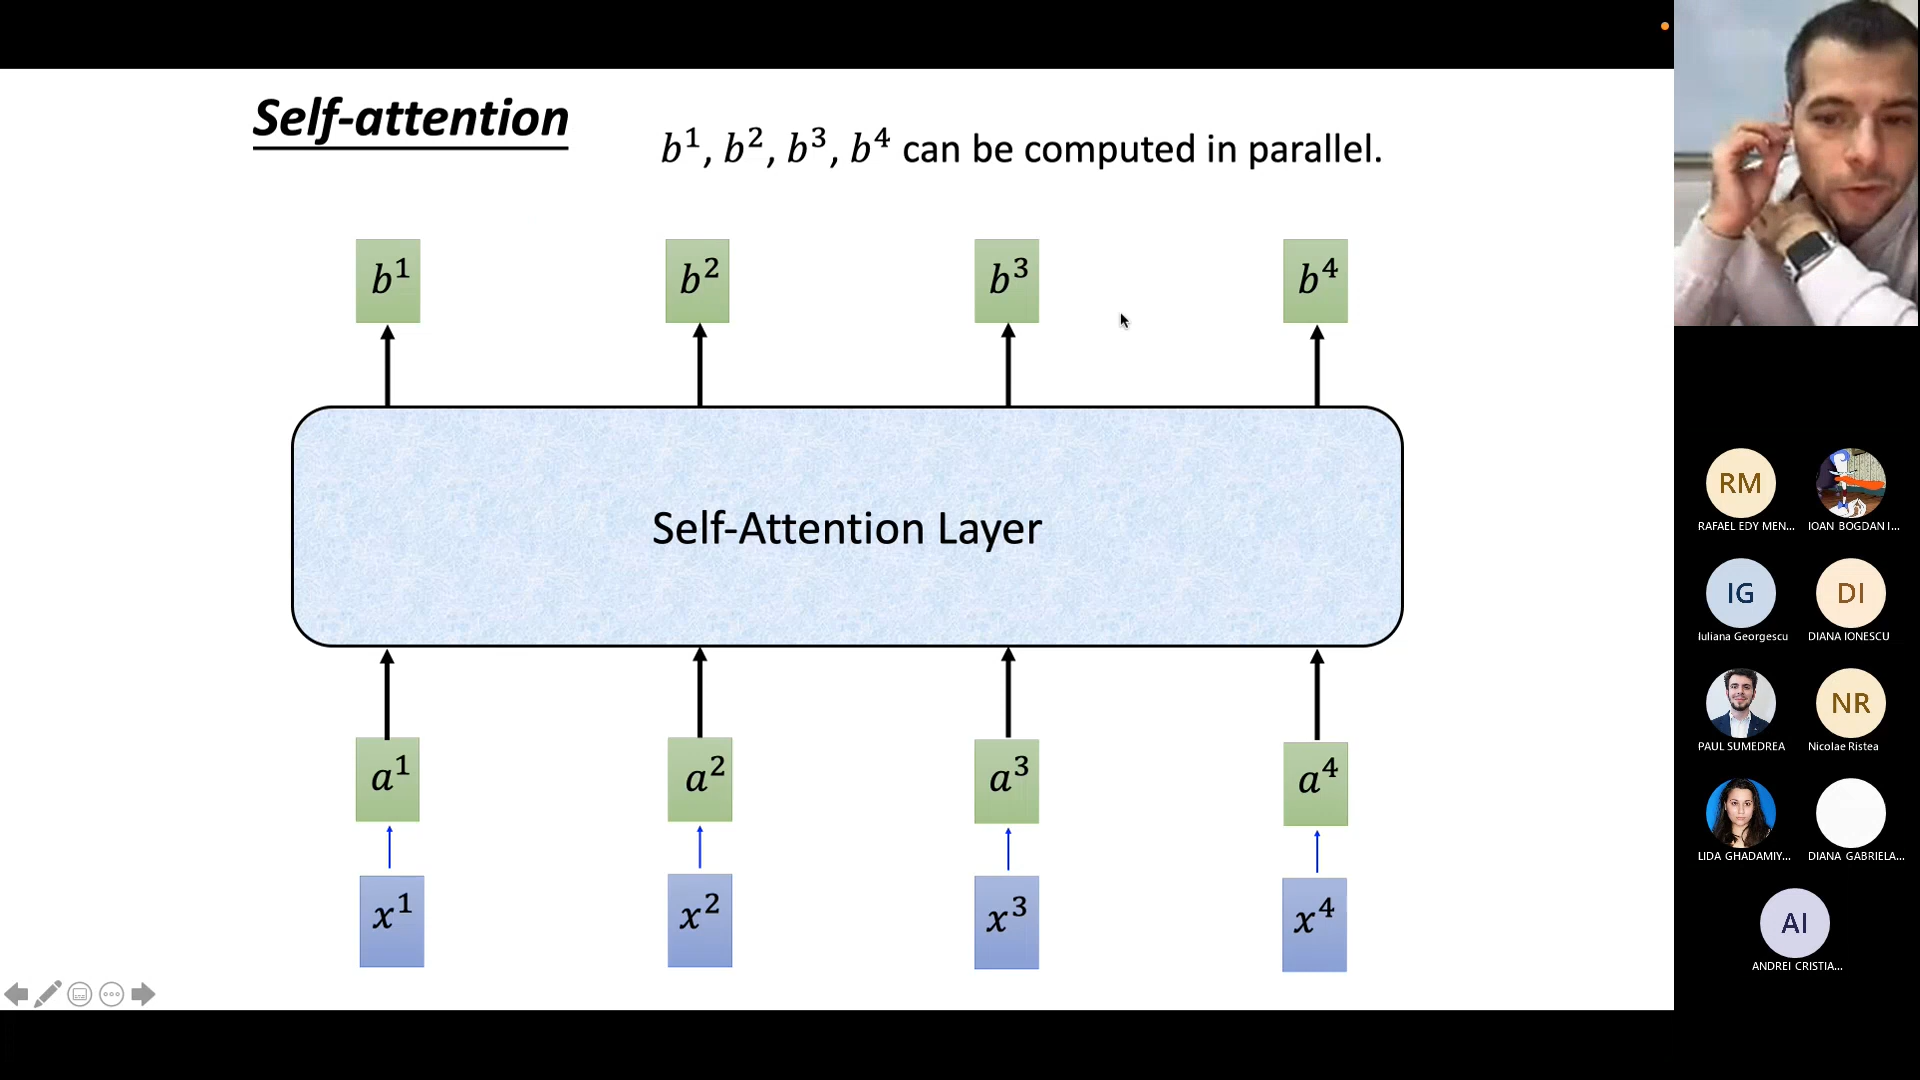 Self-attention
b¹, b², b³, b⁴ can be computed in parallel.
b¹ b² b³ b⁴
Self-Attention Layer
a¹ a² a³ a⁴
x¹ x² x³ x⁴
RM
RAFAEL EDY MEN...
IOAN BOGDAN I...
IG
Iuliana Georgescu
DI
DIANA IONESCU
PAUL SUMEDREA
NR
Nicolae Ristea
LIDA GHADAMIY...
DIANA GABRIELA...
AI
ANDREI CRISTIA...